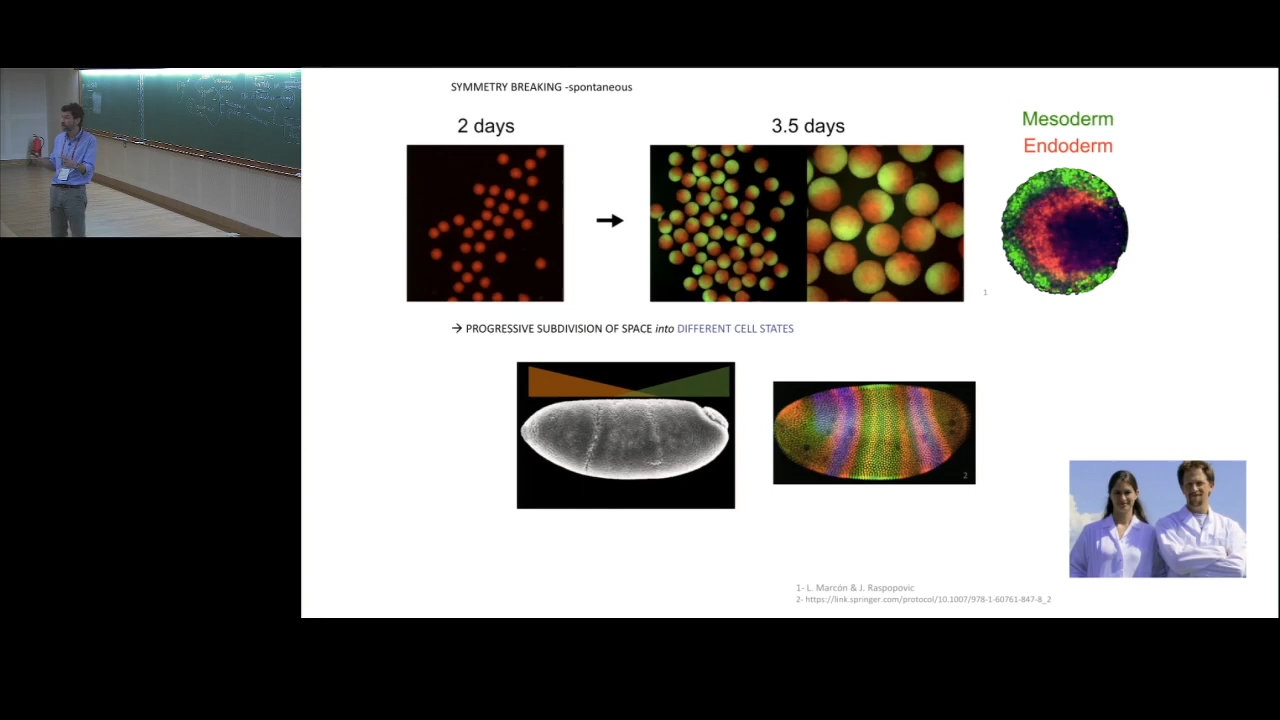 SYMMETRY BREAKING -spontaneous
2 days
3.5 days
Mesoderm
Endoderm
1
→ PROGRESSIVE SUBDIVISION OF SPACE into DIFFERENT CELL STATES
2
1- L. Marcón & J. Raspopovic
2- https://link.springer.com/protocol/10.1007/978-1-60761-847-8_2